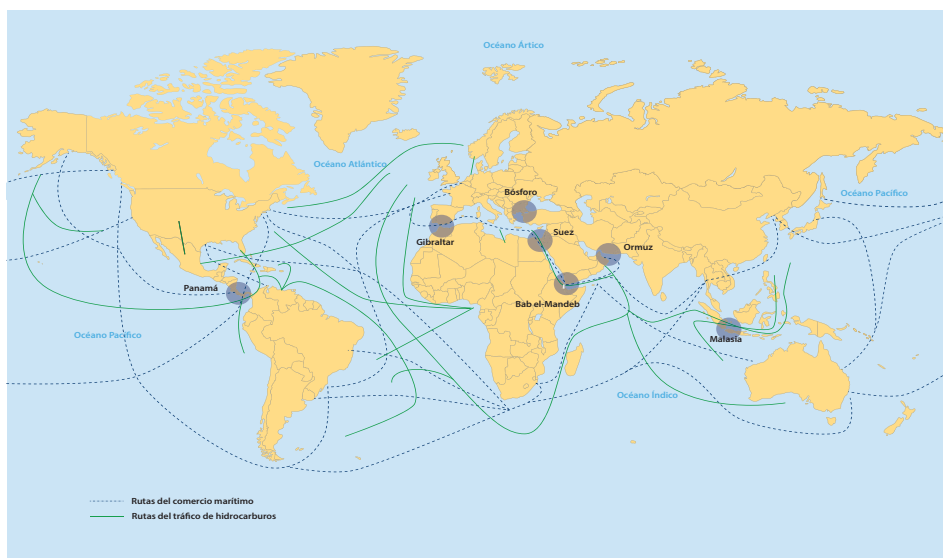 Océano Ártico
Océano Atlántico
Océano Pacífico
Bósforo
Suez
Gibraltar
Ormuz
Panamá
Bab el-Mandeb
Océano Pacífico
Malasia
Océano Índico
Rutas del comercio marítimo
Rutas del tráfico de hidrocarburos